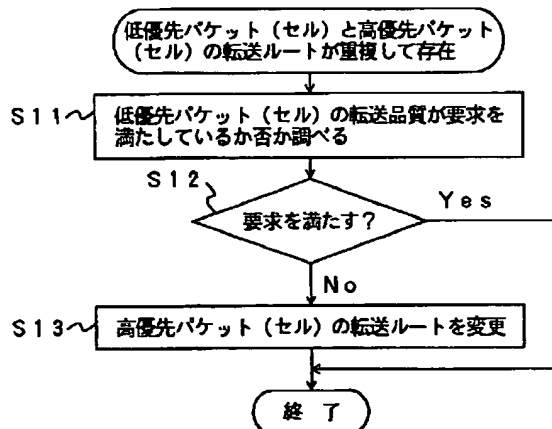 低優先パケット（セル）と高優先パケット
（セル）の転送ルートが重複して存在
S11
低優先パケット（セル）の転送品質が要求を
満たしているか否か調べる
S12
要求を満たす？
Yes
No
S13
高優先パケット（セル）の転送ルートを変更
終 了